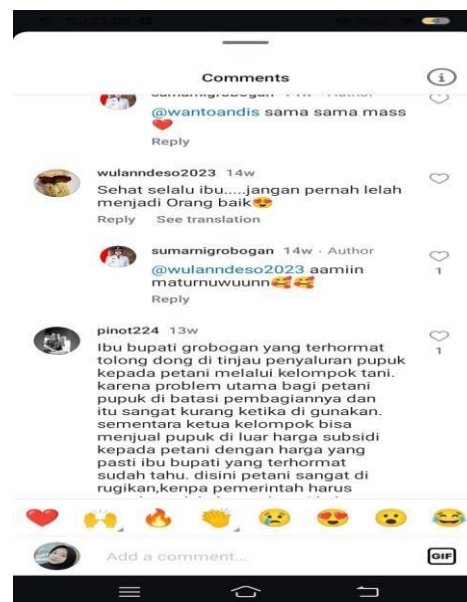 Comments
sumarnigrobogan 14w · Author
@wantoandis sama sama mass
Reply
wulanndeso2023 14w
Sehat selalu ibu.....jangan pernah lelah
menjadi Orang baik😍
Reply See translation
sumarnigrobogan 14w · Author
@wulanndeso2023 aamiin
maturnuwuunn🥰🥰
1
Reply
pinot224 13w
Ibu bupati grobogan yang terhormat
tolong dong di tinjau penyaluran pupuk
kepada petani melalui kelompok tani.
karena problem utama bagi petani
pupuk di batasi pembagiannya dan
itu sangat kurang ketika di gunakan.
sementara ketua kelompok bisa
menjual pupuk di luar harga subsidi
kepada petani dengan harga yang
pasti ibu bupati yang terhormat
sudah tahu. disini petani sangat di
rugikan,kenpa pemerintah harus
1
Add a comment...
GIF